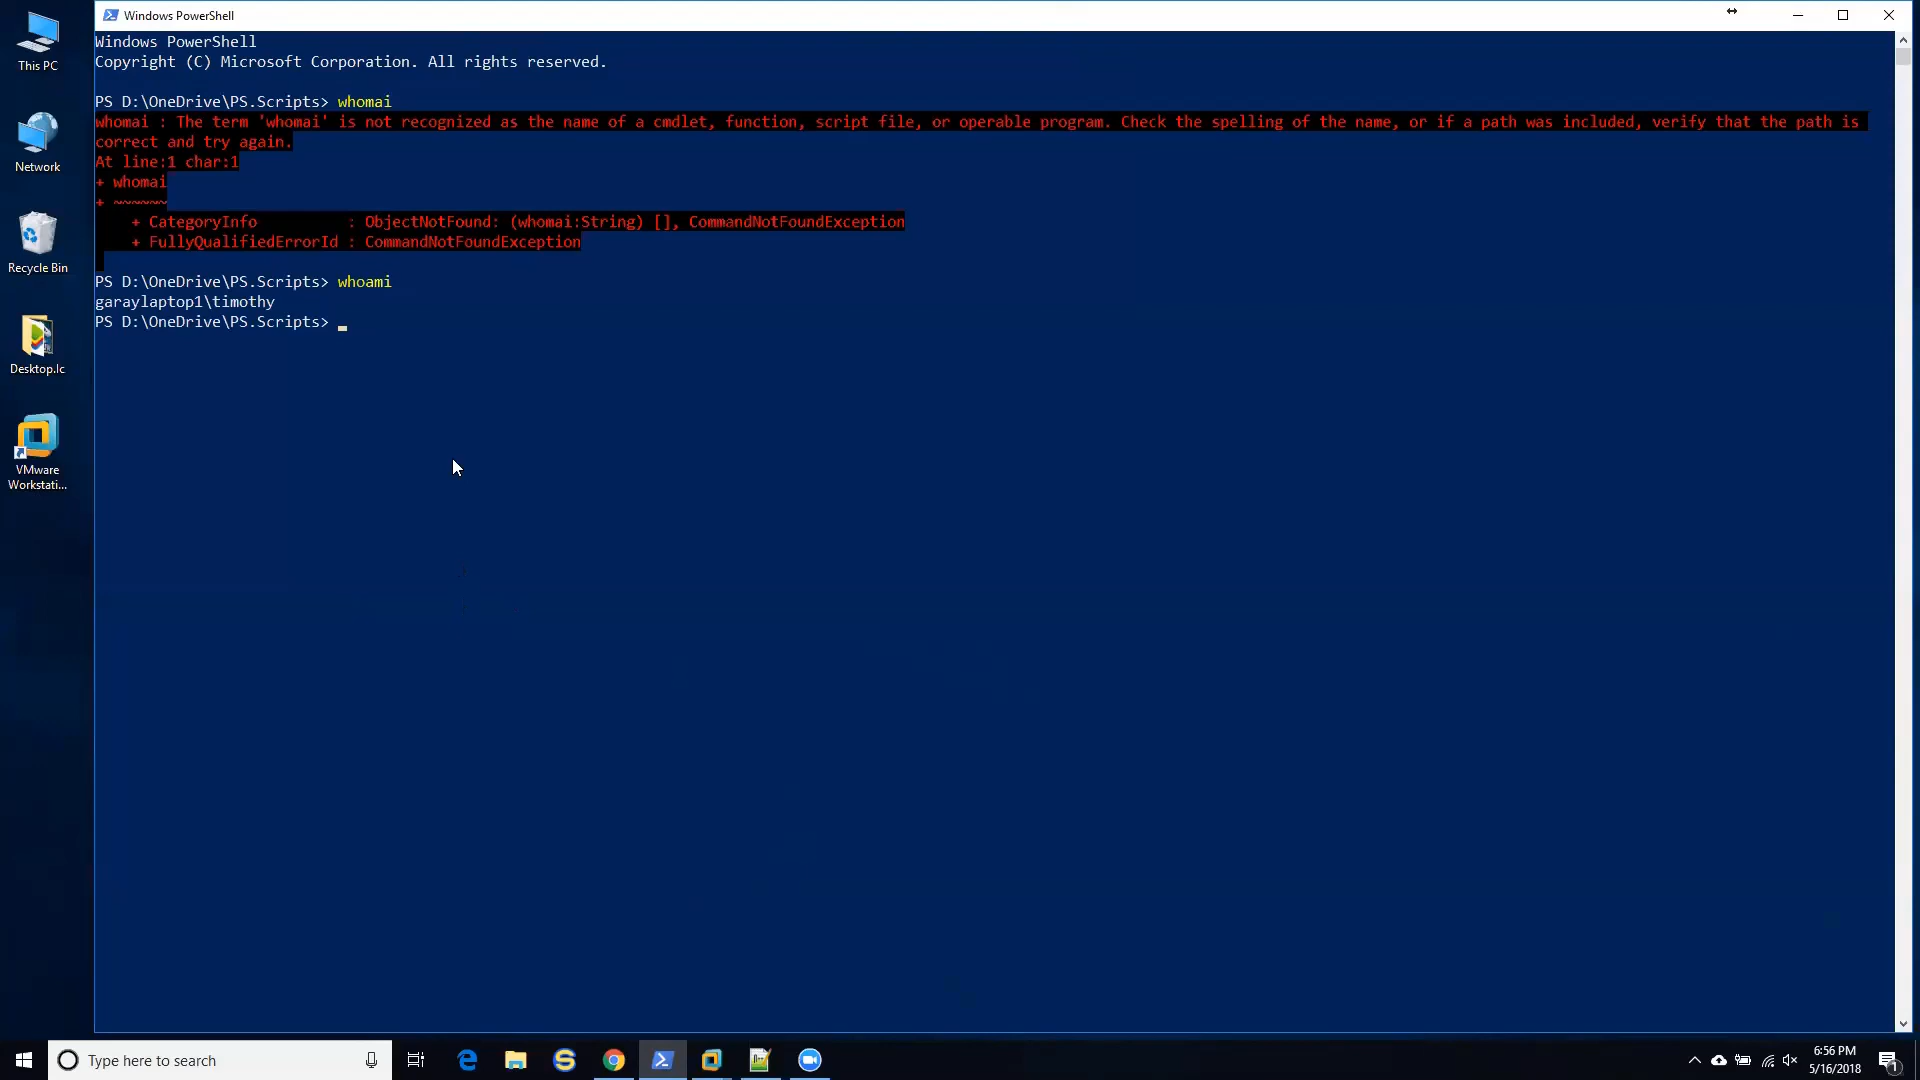 Windows PowerShell
Windows PowerShell
Copyright (C) Microsoft Corporation. All rights reserved.
PS D:\OneDrive\PS.Scripts> whomai
whomai : The term 'whomai' is not recognized as the name of a cmdlet, function, script file, or operable program. Check the spelling of the name, or if a path was included, verify that the path is
correct and try again.
At line:1 char:1
+ whomai
+ ~~~~~~
    + CategoryInfo          : ObjectNotFound: (whomai:String) [], CommandNotFoundException
    + FullyQualifiedErrorId : CommandNotFoundException
PS D:\OneDrive\PS.Scripts> whoami
garaylaptop1\timothy
PS D:\OneDrive\PS.Scripts> _
This PC
Network
Recycle Bin
Desktop.Ic
VMware
Workstati...
Type here to search
6:56 PM
5/16/2018
1